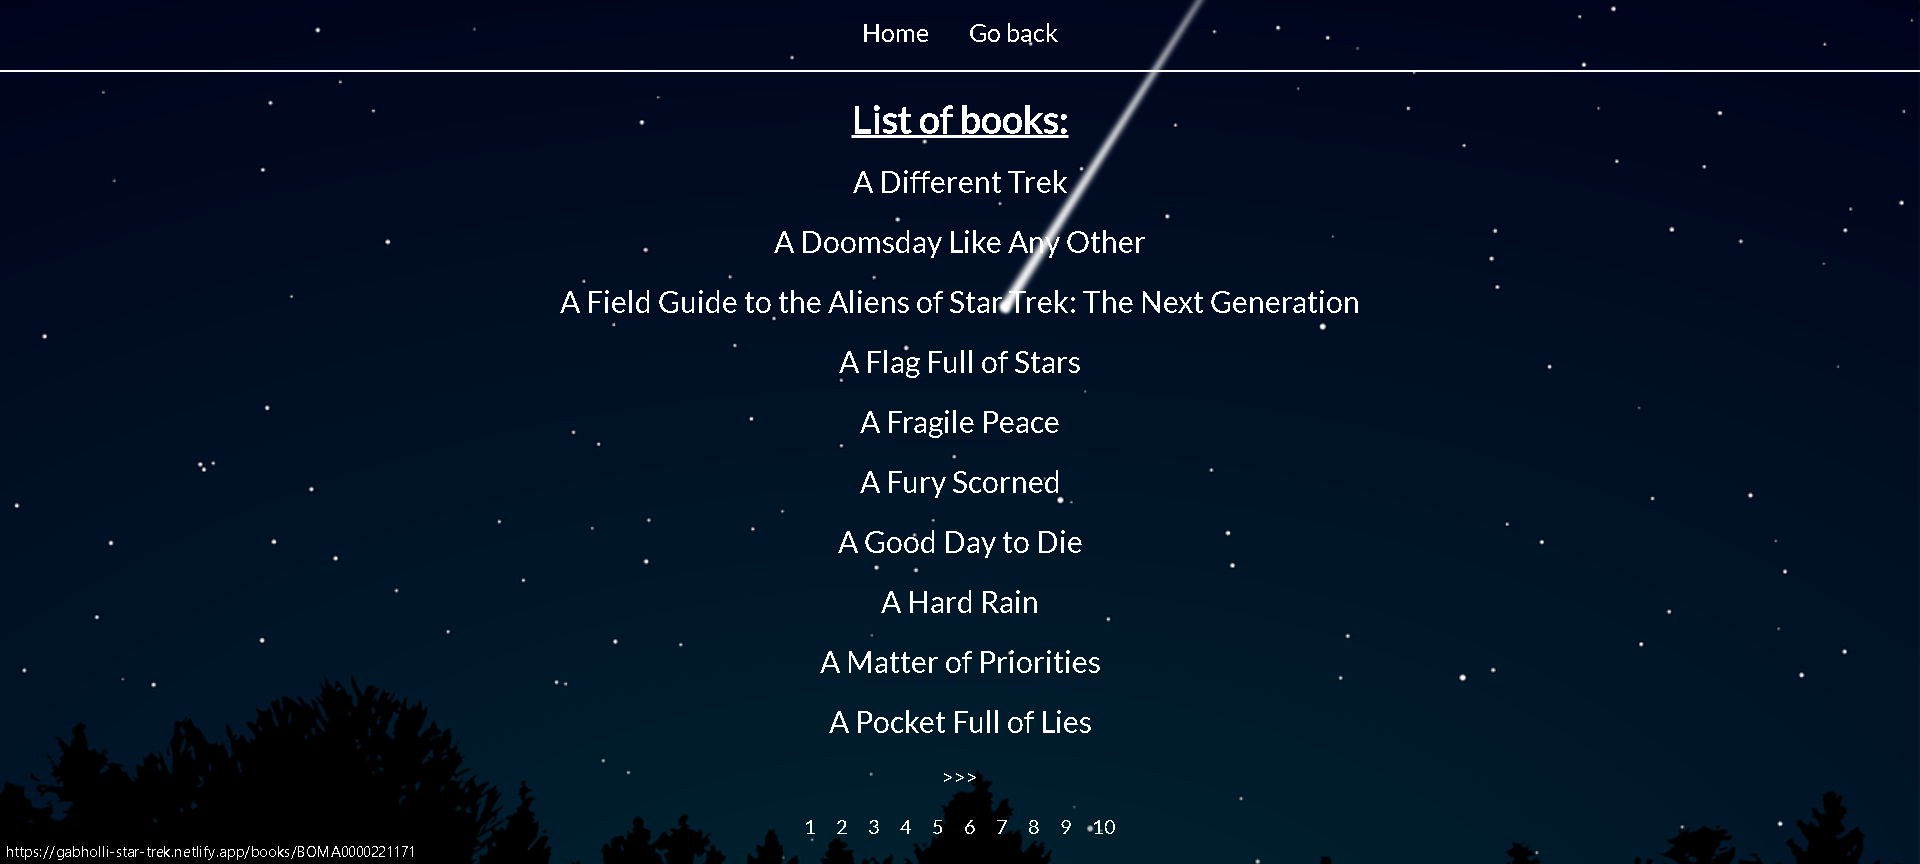 Home Go back
List of books:
A Different Trek
A Doomsday Like Any Other
A Field Guide to the Aliens of Star Trek: The Next Generation
A Flag Full of Stars
A Fragile Peace
A Fury Scorned
A Good Day to Die
A Hard Rain
A Matter of Priorities
A Pocket Full of Lies
>>>
1 2 3 4 5 6 7 8 9 10
https://gabholli-star-trek.netlify.app/books/BOMA0000221171